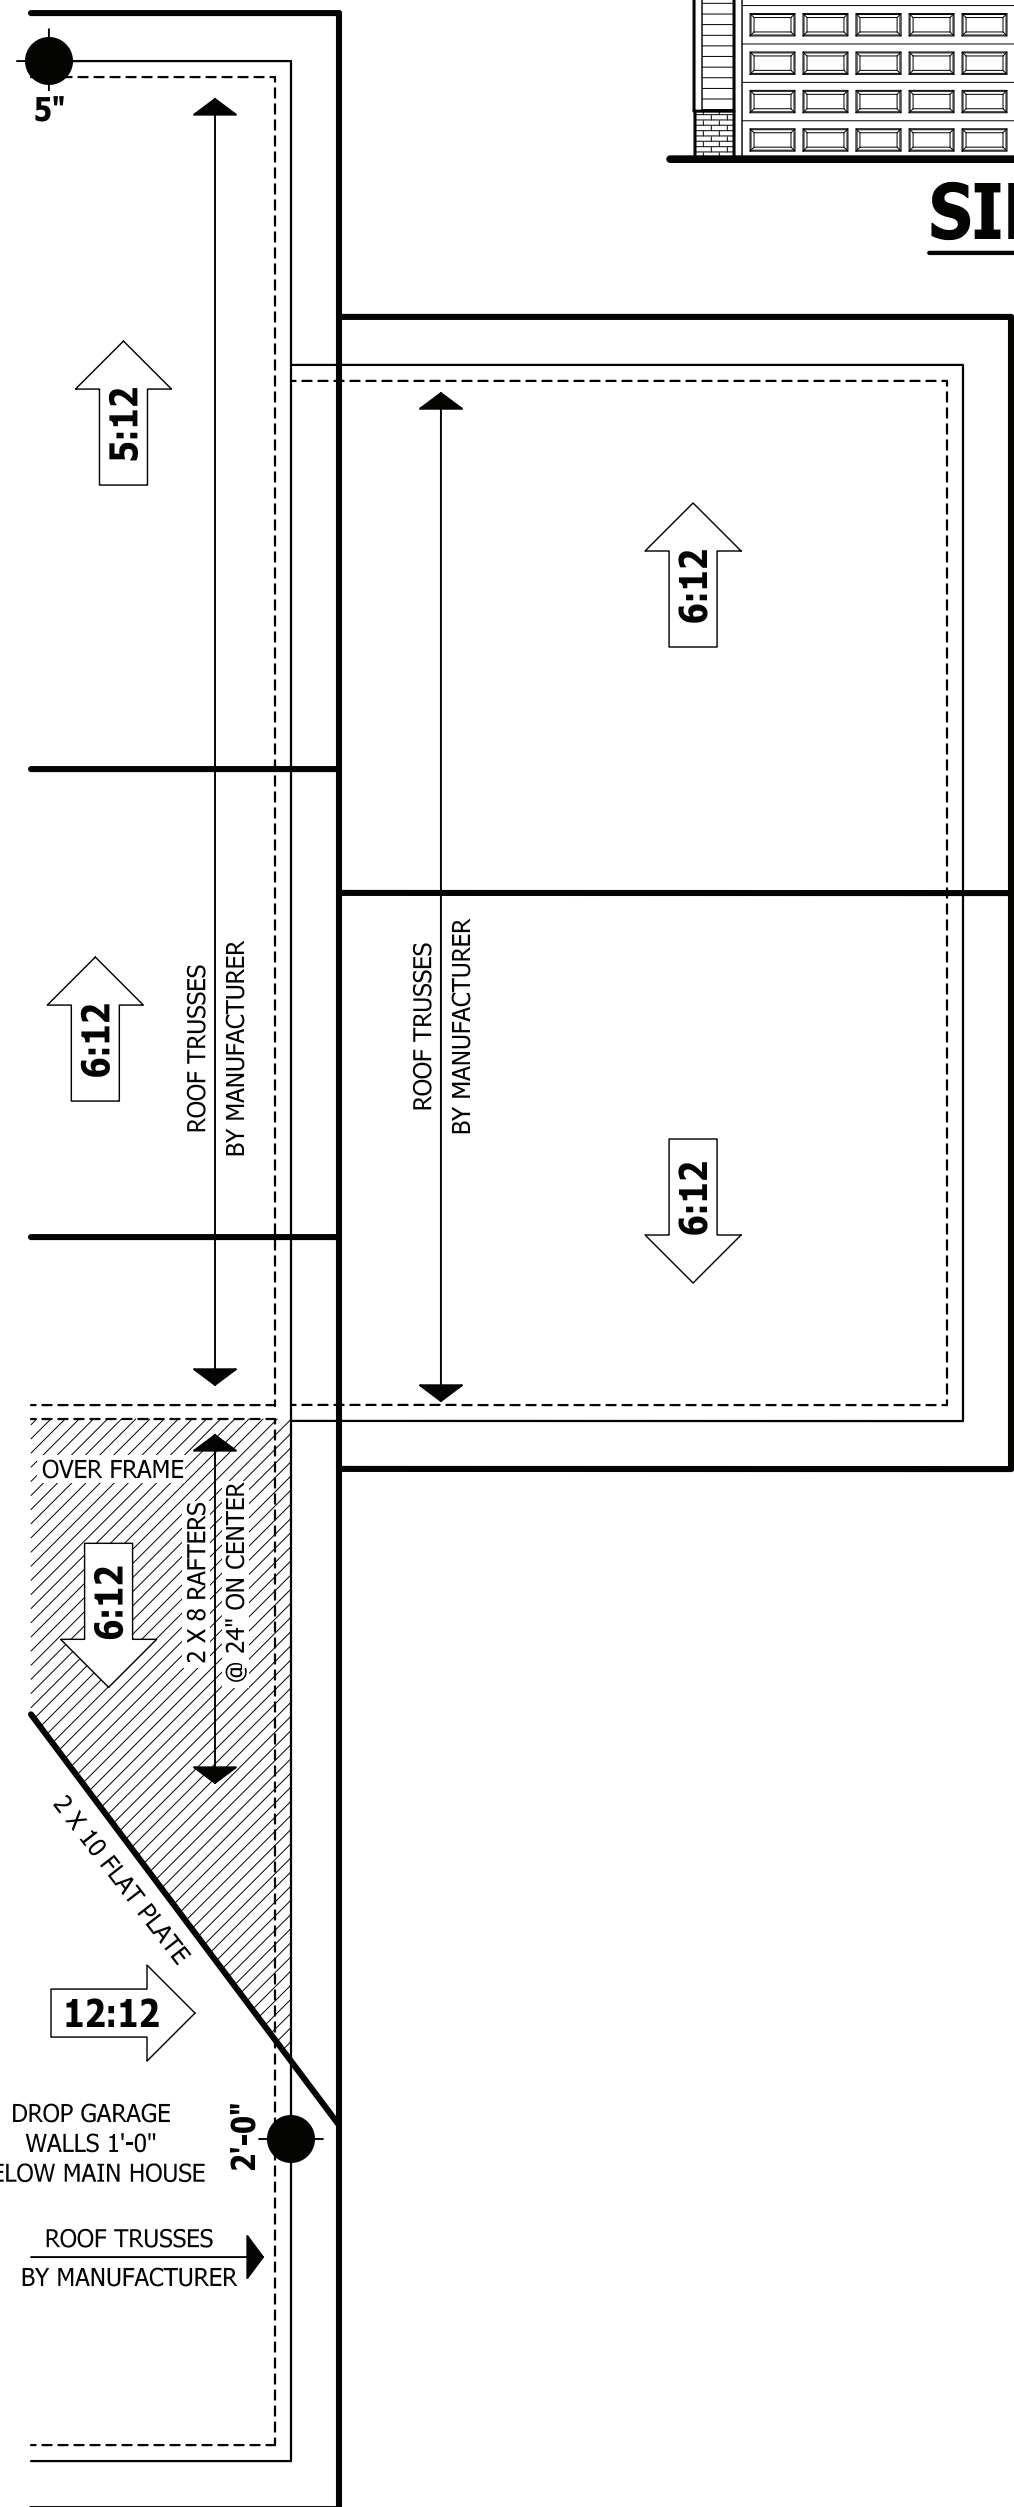 5"
SI
5:12
6:12
6:12
ROOF TRUSSES
BY MANUFACTURER
ROOF TRUSSES
BY MANUFACTURER
6:12
OVER FRAME
6:12
2 X 8 RAFTERS
@ 24" ON CENTER
6:12
2 X 10 FLAT PLATE
12:12
DROP GARAGE
WALLS 1'-0"
ELOW MAIN HOUSE
2'-0"
ROOF TRUSSES
BY MANUFACTURER